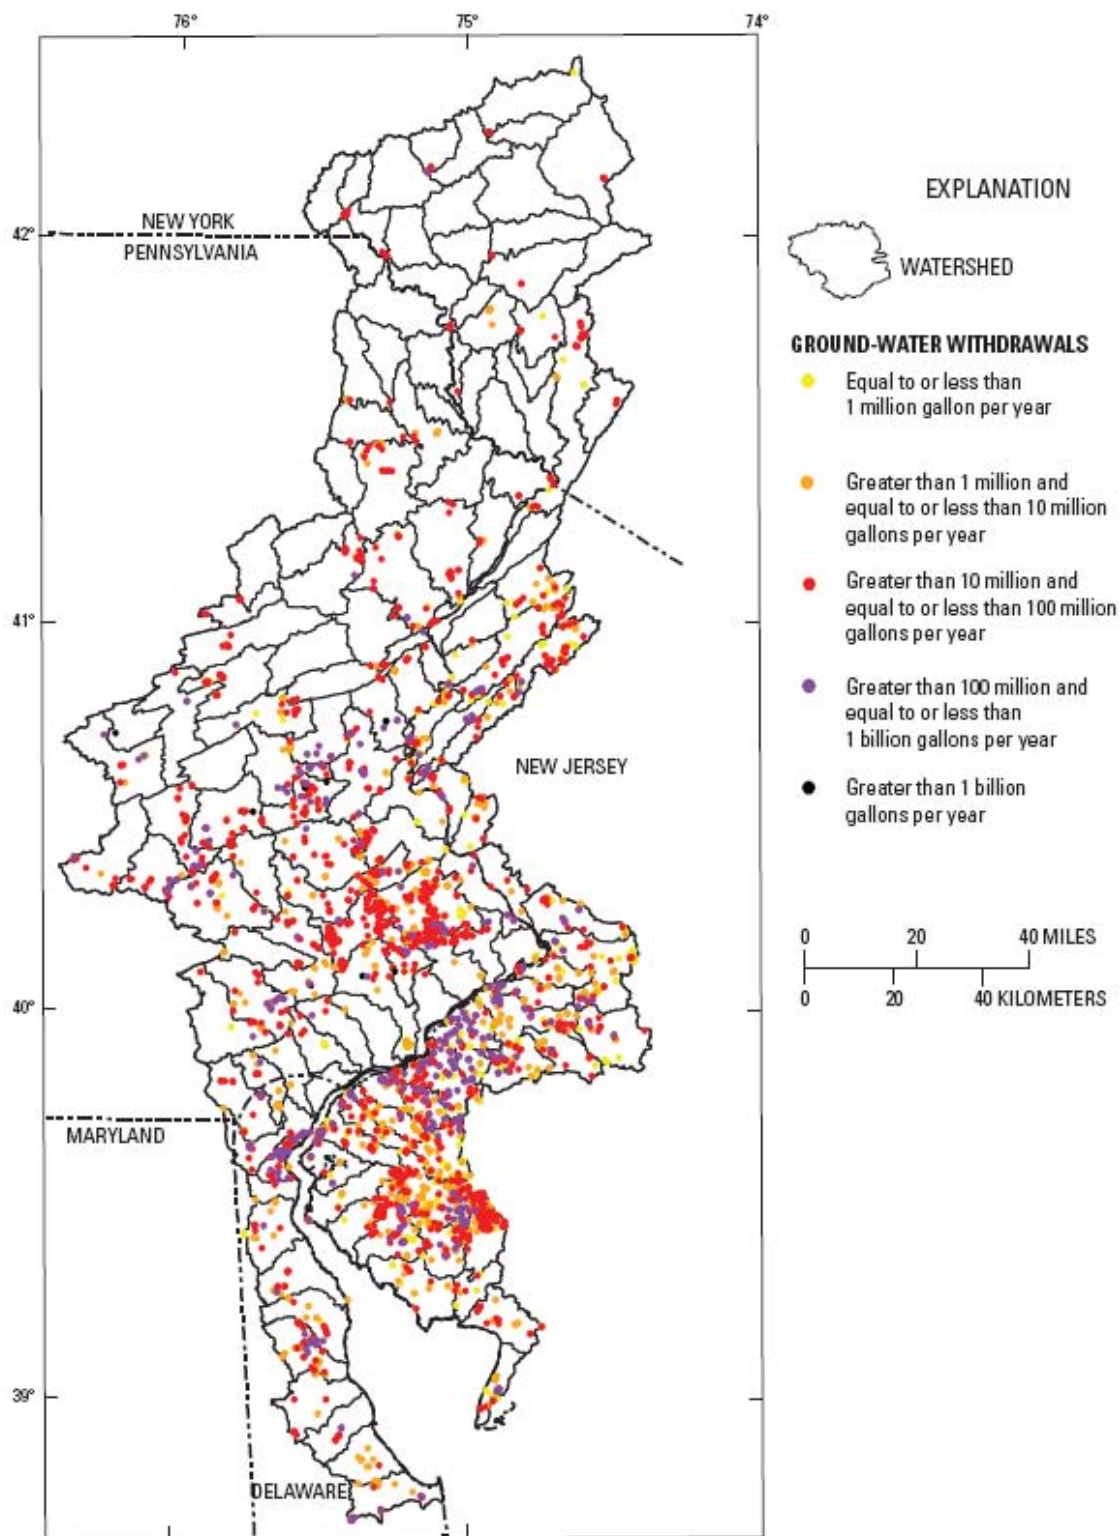 76°
75°
74°
NEW YORK
42°
PENNSYLVANIA
41°
NEW JERSEY
40°
MARYLAND
39°
DELAWARE
EXPLANATION
WATERSHED
GROUND-WATER WITHDRAWALS
Equal to or less than
1 million gallon per year
Greater than 1 million and
equal to or less than 10 million
gallons per year
Greater than 10 million and
equal to or less than 100 million
gallons per year
Greater than 100 million and
equal to or less than
1 billion gallons per year
Greater than 1 billion
gallons per year
0 20 40 MILES
0 20 40 KILOMETERS